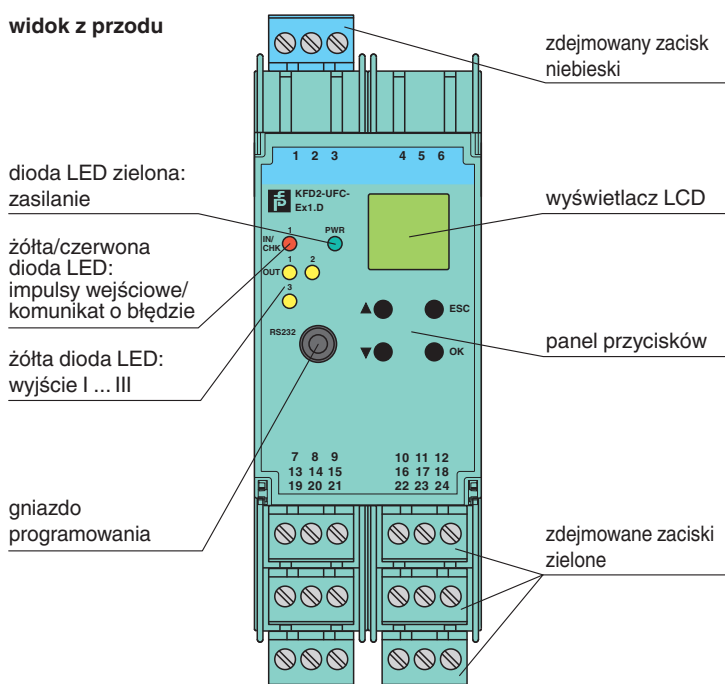 widok z przodu
zdejmowany zacisk
niebieski
1 2 3
4 5 6
dioda LED zielona:
zasilanie
KFD2-UFC-
Ex1.D
wyświetlacz LCD
1
PWR
IN/
CHK
żółta/czerwona
dioda LED:
impulsy wejściowe/
komunikat o błędzie
1 2
OUT
3
▲
ESC
RS232
panel przycisków
▼
OK
żółta dioda LED:
wyjście I ... III
7 8 9
13 14 15
19 20 21
10 11 12
16 17 18
22 23 24
gniazdo
programowania
zdejmowane zaciski
zielone